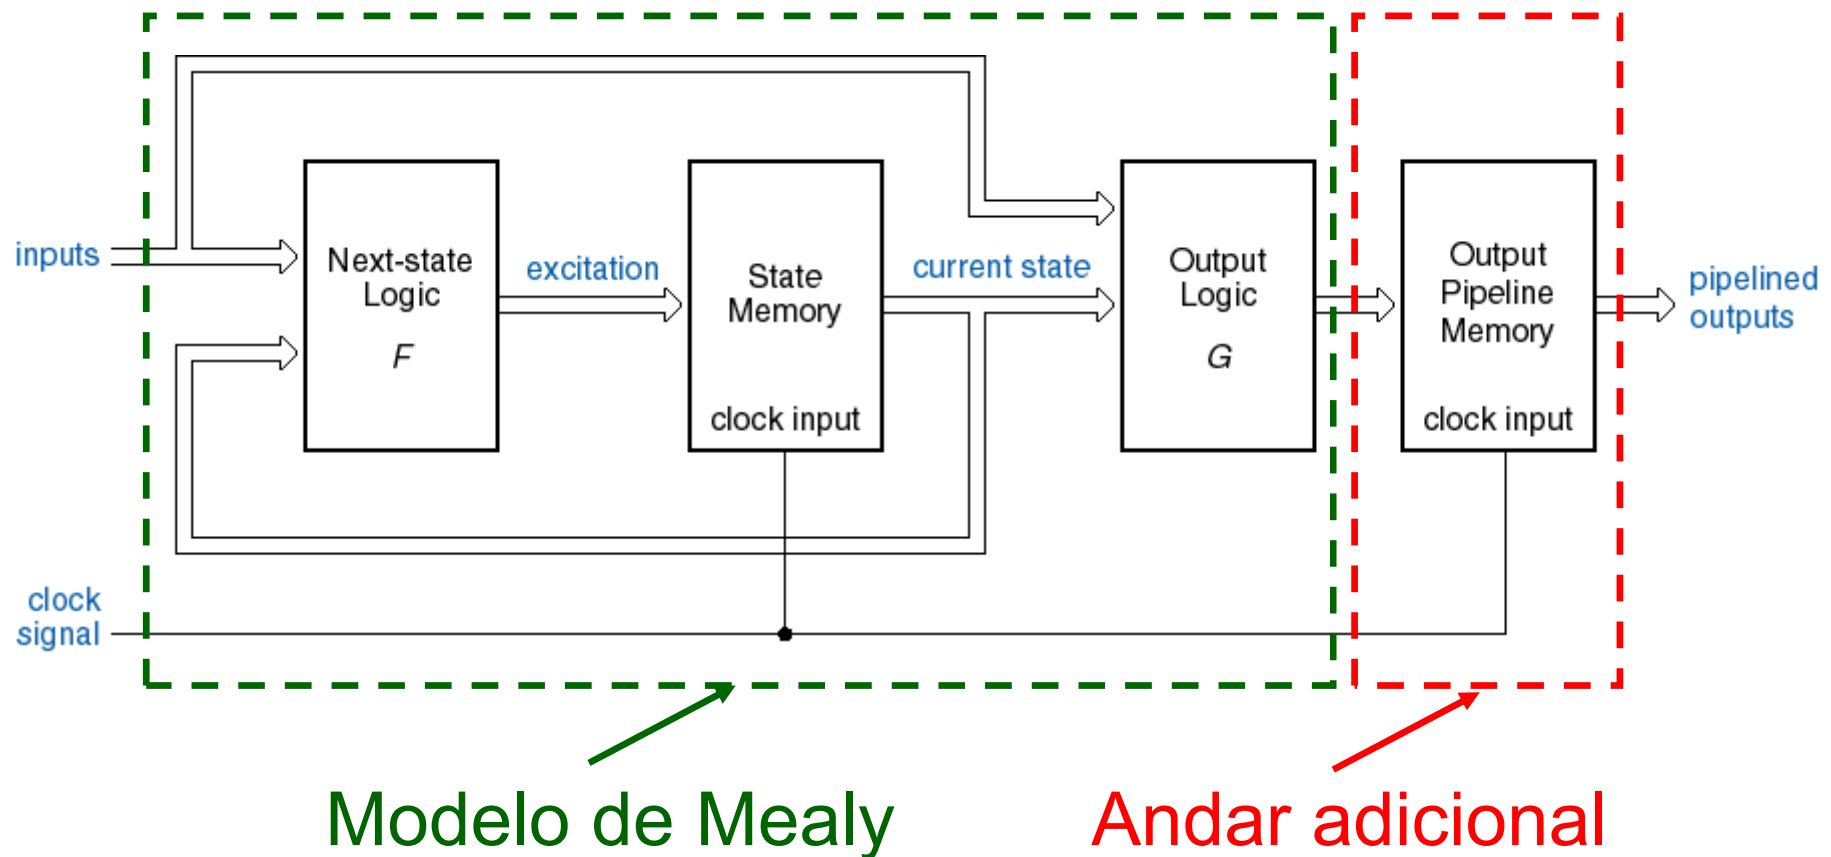 inputs
Next-state
Logic
F
excitation
State
Memory
clock input
current state
Output
Logic
G
Output
Pipeline
Memory
clock input
pipelined
outputs
clock
signal
Modelo de Mealy
Andar adicional